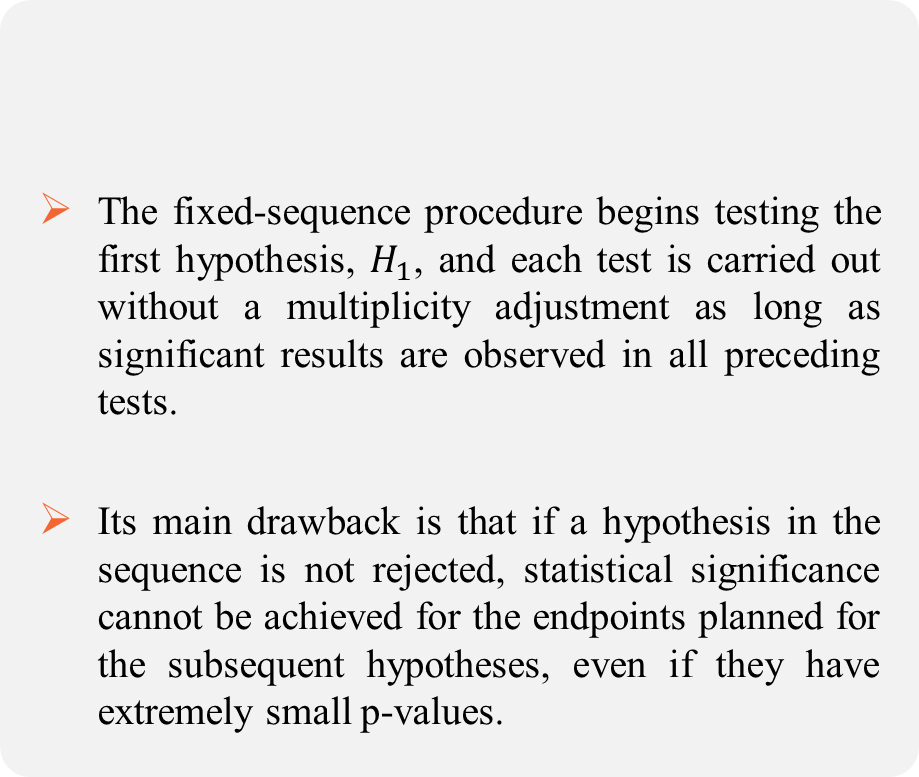 The fixed-sequence procedure begins testing the
first hypothesis, H₁, and each test is carried out
without a multiplicity adjustment as long as
significant results are observed in all preceding
tests.
Its main drawback is that if a hypothesis in the
sequence is not rejected, statistical significance
cannot be achieved for the endpoints planned for
the subsequent hypotheses, even if they have
extremely small p-values.